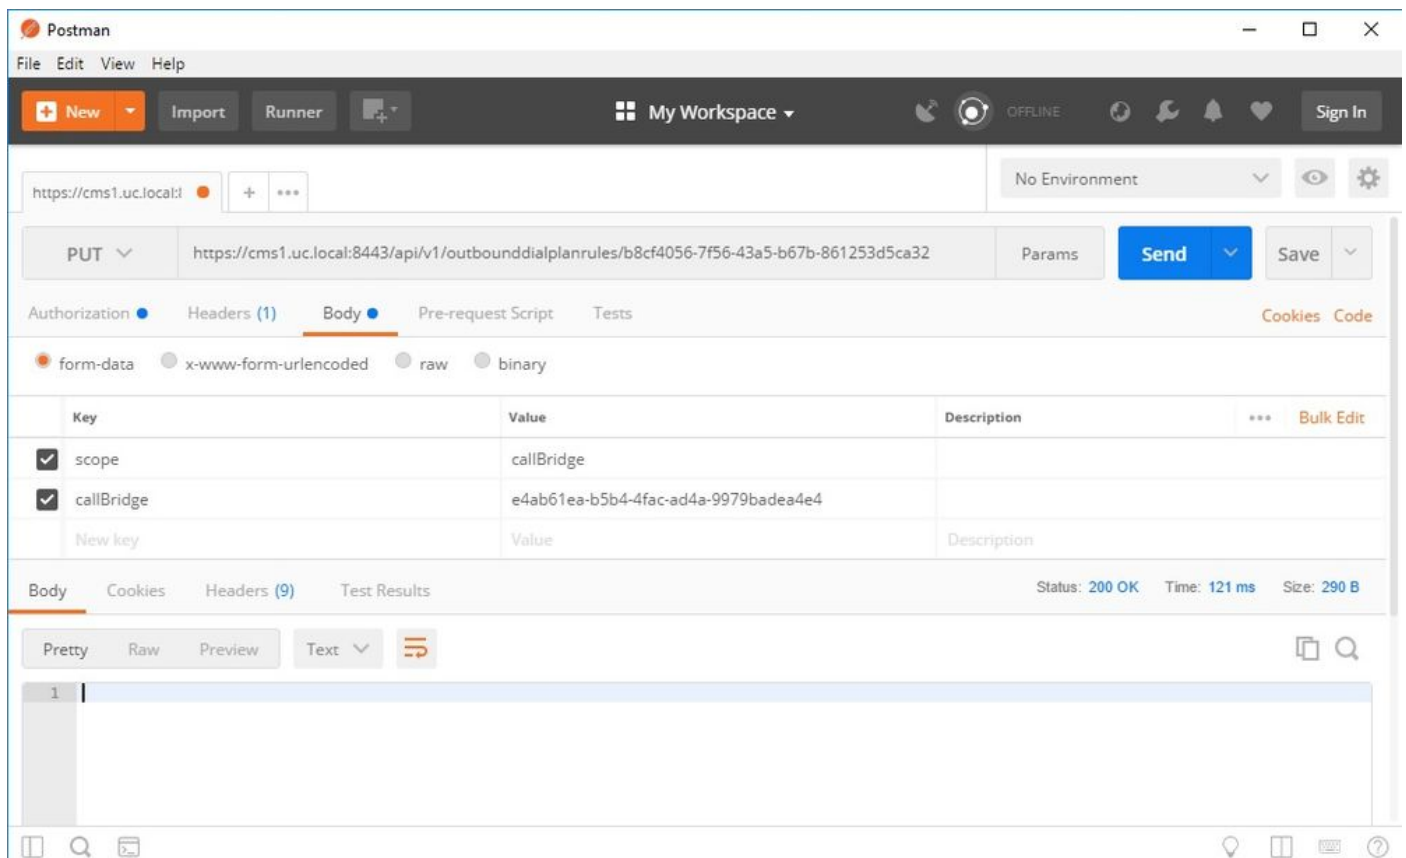 Postman
File Edit View Help
New Import Runner My Workspace OFFLINE Sign In
https://cms1.uc.local:8 No Environment
PUT https://cms1.uc.local:8443/api/v1/outbounddialplanrules/b8cf4056-7f56-43a5-b67b-861253d5ca32 Params Send Save
Authorization Headers (1) Body Pre-request Script Tests Cookies Code
form-data x-www-form-urlencoded raw binary
Key Value Description Bulk Edit
scope callBridge
callBridge e4ab61ea-b5b4-4fac-ad4a-9979badea4e4
New key Value Description
Body Cookies Headers (9) Test Results Status: 200 OK Time: 121 ms Size: 290 B
Pretty Raw Preview Text
1